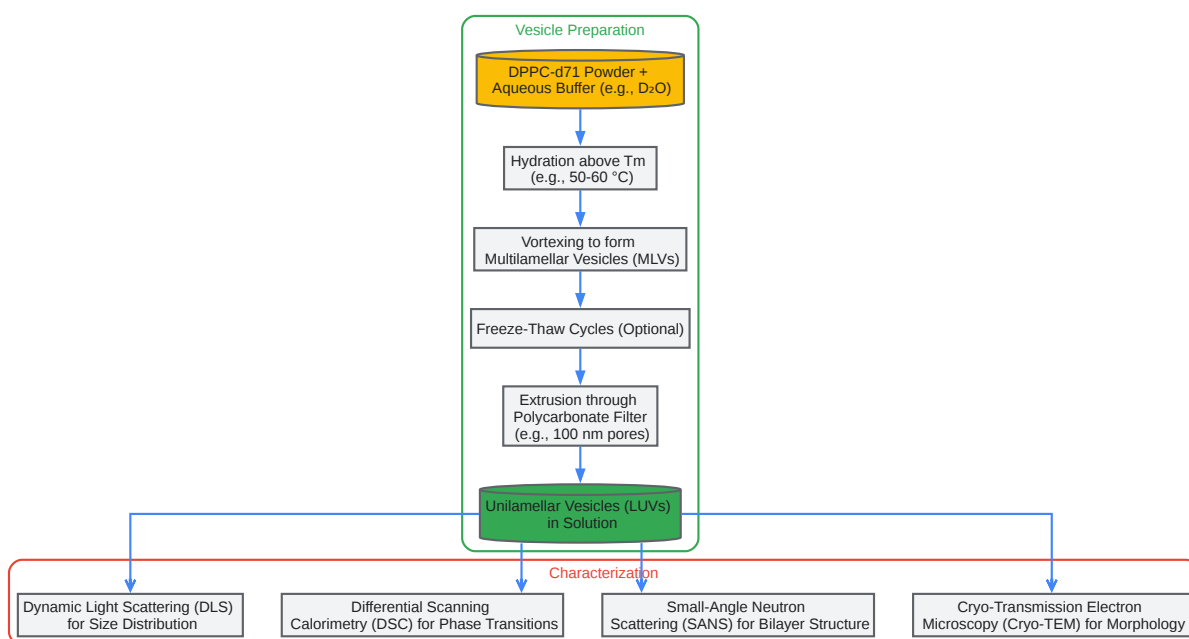 Vesicle Preparation
DPPC-d71 Powder +
Aqueous Buffer (e.g., D₂O)
Hydration above Tm
(e.g., 50-60 °C)
Vortexing to form
Multilamellar Vesicles (MLVs)
Freeze-Thaw Cycles (Optional)
Extrusion through
Polycarbonate Filter
(e.g., 100 nm pores)
Unilamellar Vesicles (LUVs)
in Solution
Characterization
Dynamic Light Scattering (DLS)
for Size Distribution
Differential Scanning
Calorimetry (DSC) for Phase Transitions
Small-Angle Neutron
Scattering (SANS) for Bilayer Structure
Cryo-Transmission Electron
Microscopy (Cryo-TEM) for Morphology